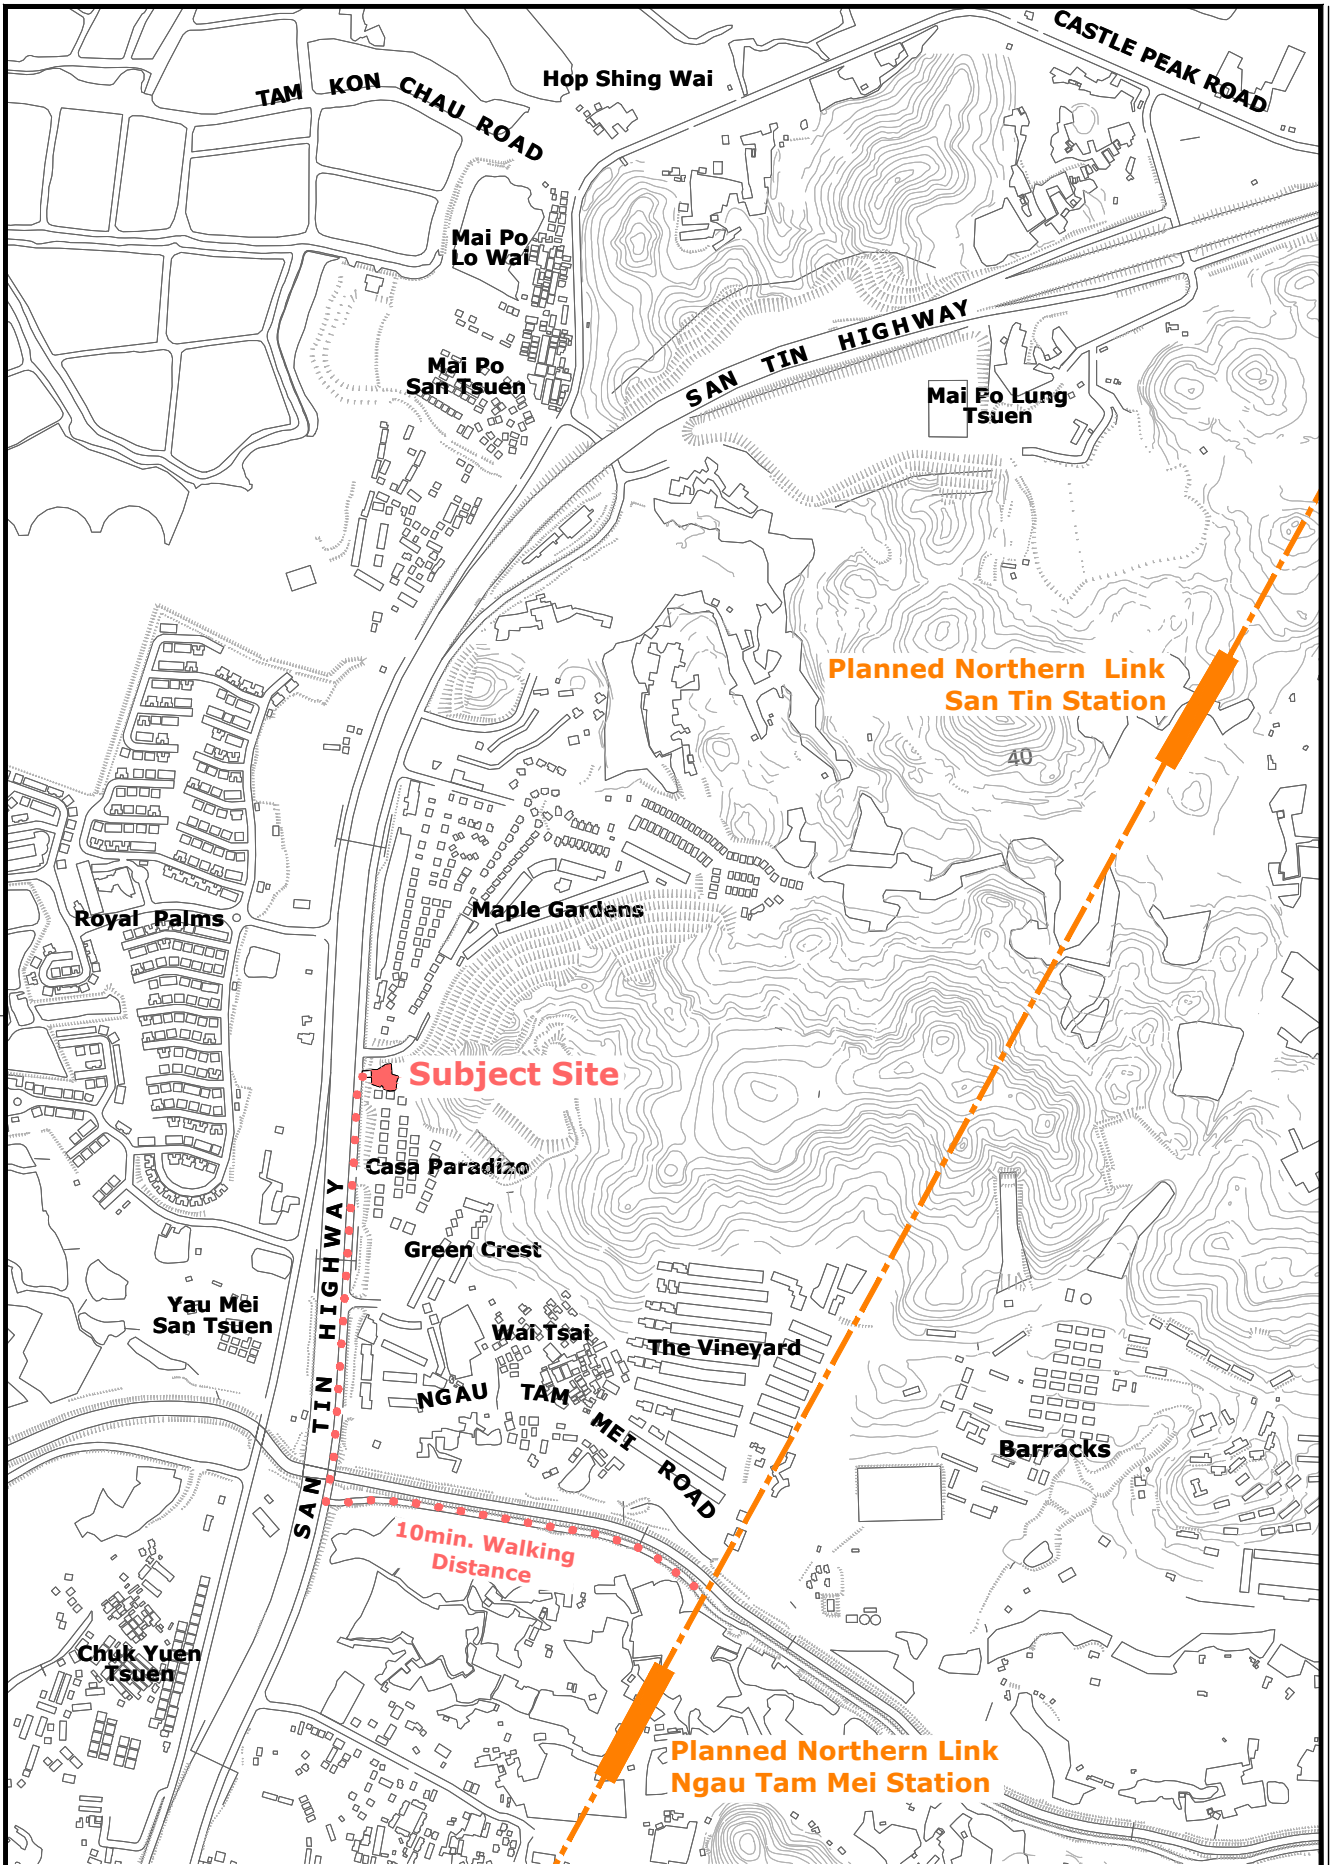 CASTLE PEAK ROAD
Hop Shing Wai
TAM KON CHAU ROAD
Mai Po
Lo Wai
SAN TIN HIGHWAY
Mai Po
San Tsuen
Mai Po Lung
Tsuen
Planned Northern Link
San Tin Station
40
Maple Gardens
Royal Palms
Subject Site
Casa Paradizo
Green Crest
Yau Mei
San Tsuen
Wai Tsai
The Vineyard
SAN TIN HIGHWAY
NGAU TAM MEI ROAD
Barracks
10min. Walking
Distance
Chuk Yuen
Tsuen
Planned Northern Link
Ngau Tam Mei Station